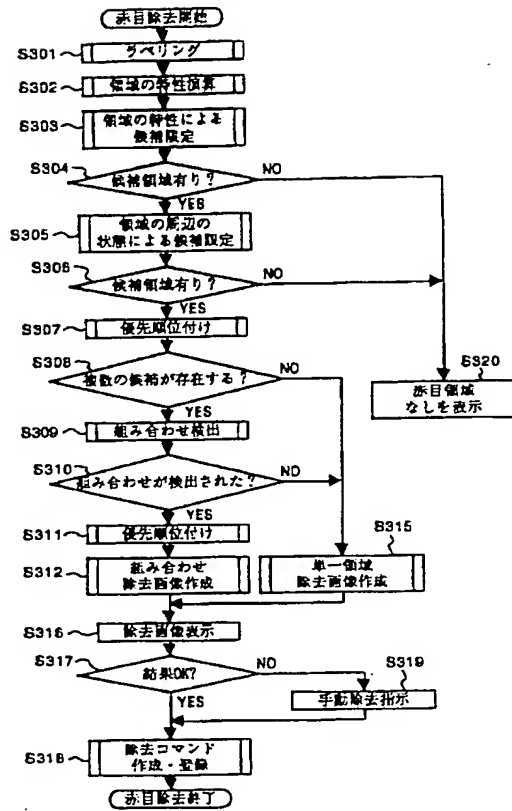 赤目除去開始
S301
ラベリング
S302
領域の特性演算
S303
領域の特性による
候補限定
S304
候補領域有り?
NO
YES
S305
領域の周辺の
状態による候補限定
S306
候補領域有り?
NO
YES
S307
優先順位付け
S308
複数の候補が存在する?
NO
S320
赤目領域
なしを表示
YES
S309
組み合わせ検出
S310
組み合わせが検出された?
NO
YES
S311
優先順位付け
S312
組み合わせ
除去画像作成
S315
単一領域
除去画像作成
S316
除去画像表示
S317
結果OK?
NO
S319
手動除去指示
YES
S318
除去コマンド
作成・登録
赤目除去終了